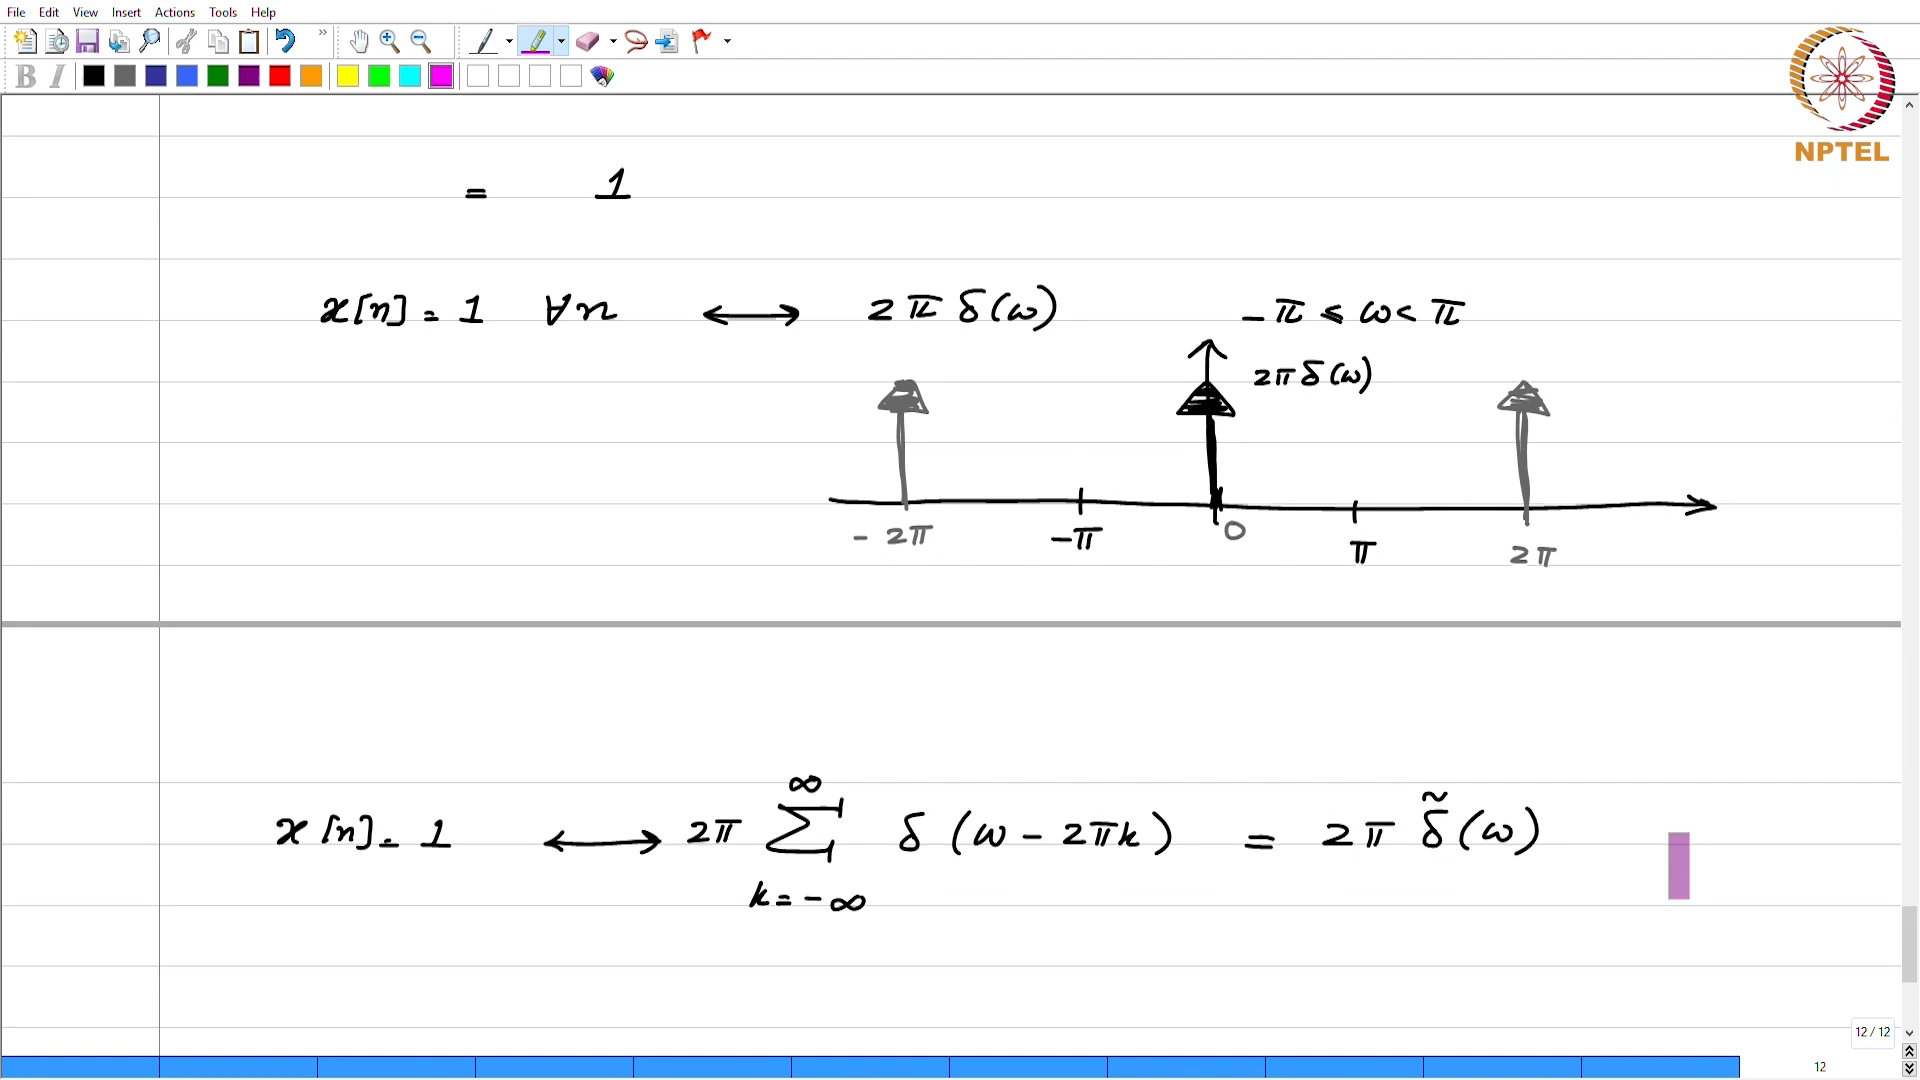 File Edit View Insert Actions Tools Help
NPTEL
= 1
x[n] = 1 ∀n ↔ 2π δ(ω) -π ≤ ω < π
2π δ(ω)
-2π -π 0 π 2π
x[n] = 1 ↔ 2π ∑_{k=-∞}^{∞} δ(ω - 2πk) = 2π δ̃(ω)
12 / 12
12